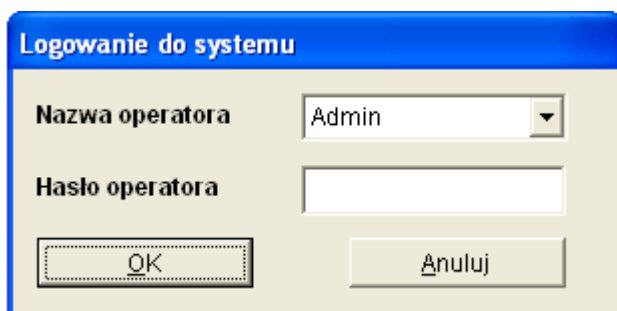 Logowanie do systemu
Nazwa operatora Admin
Hasło operatora
OK Anuluj